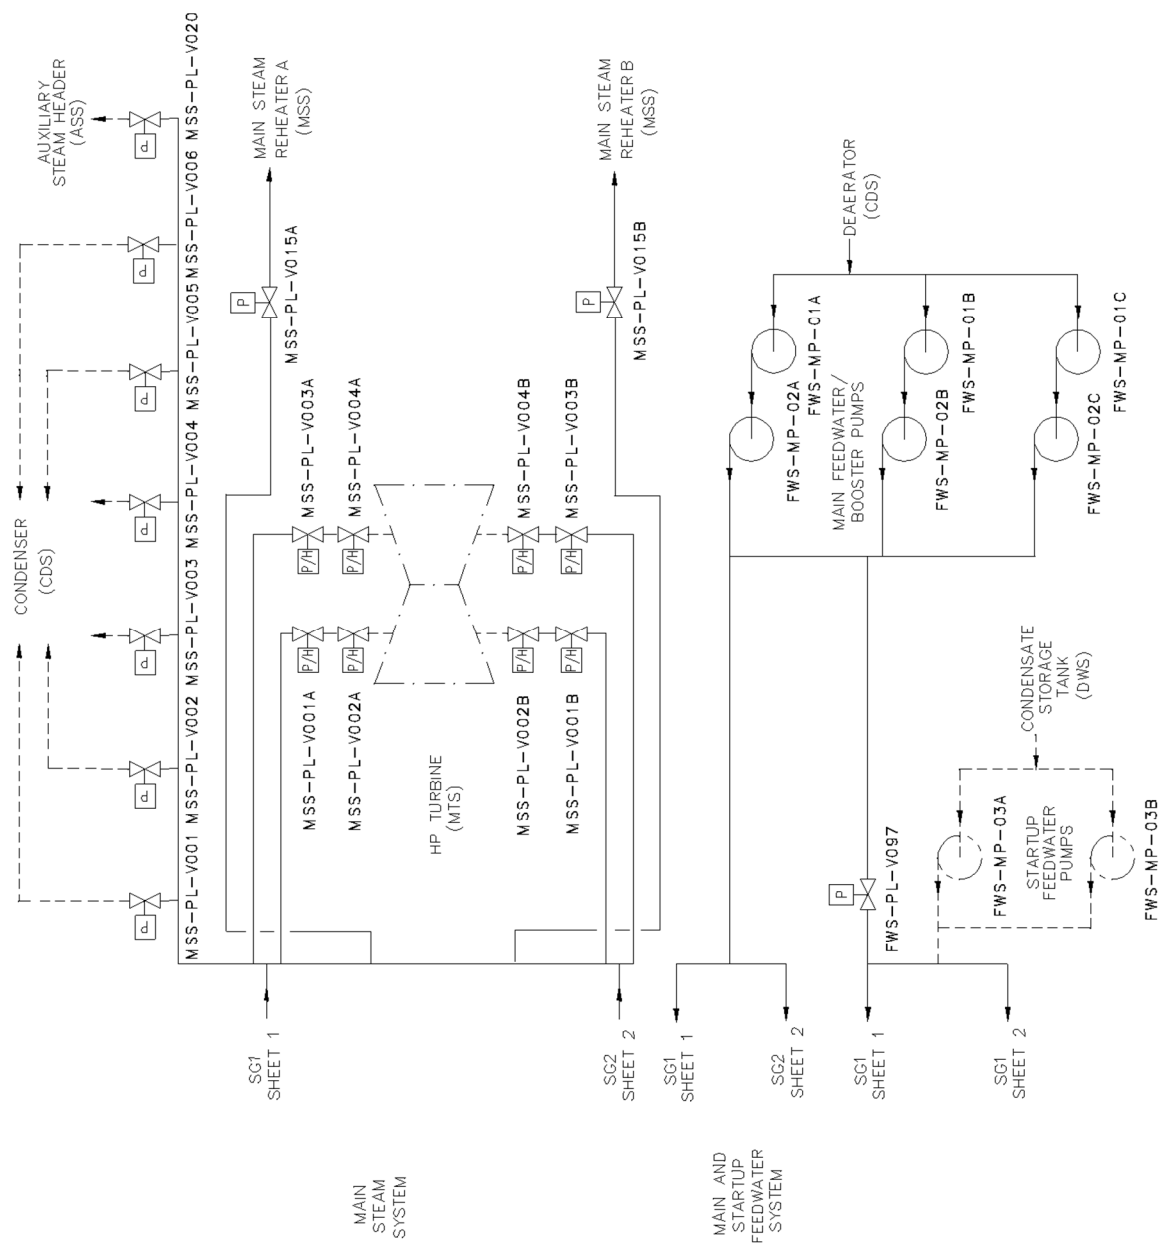 AUXILIARY
STEAM HEADER
(ASS)
CONDENSER
(CDS)
P
P
P
P
P
P
P
MSS-PL-V001
MSS-PL-V002
MSS-PL-V003
MSS-PL-V004
MSS-PL-V005
MSS-PL-V006
MSS-PL-V020
MAIN STEAM
REHEATER A
(MSS)
P
MSS-PL-V015A
MSS-PL-V003A
MSS-PL-V004A
P/H
P/H
P/H
P/H
MSS-PL-V001A
MSS-PL-V002A
HP TURBINE
(MTS)
MSS-PL-V004B
MSS-PL-V003B
P/H
P/H
P/H
P/H
MSS-PL-V002B
MSS-PL-V001B
MAIN STEAM
REHEATER B
(MSS)
P
MSS-PL-V015B
SG1
SHEET 1
SG2
SHEET 2
MAIN
STEAM
SYSTEM
DEAERATOR
(CDS)
FWS-MP-01A
FWS-MP-02A
MAIN FEEDWATER/
BOOSTER PUMPS
FWS-MP-01B
FWS-MP-02B
FWS-MP-01C
FWS-MP-02C
CONDENSATE
STORAGE
TANK
(DWS)
FWS-MP-03A
STARTUP
FEEDWATER
PUMPS
FWS-MP-03B
P
FWS-PL-V097
SG1
SHEET 1
SG2
SHEET 2
SG1
SHEET 1
SG1
SHEET 2
MAIN AND
STARTUP
FEEDWATER
SYSTEM